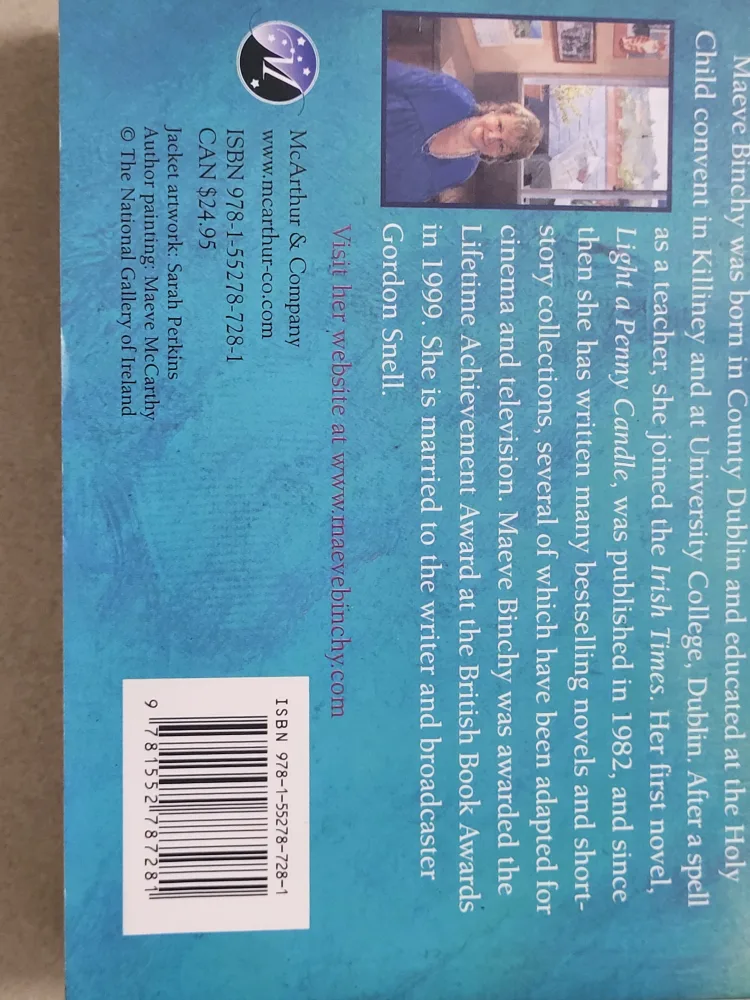 Maeve Binchy was born in County Dublin and educated at the Holy
Child convent in Killiney and at University College, Dublin. After a spell
as a teacher, she joined the Irish Times. Her first novel,
Light a Penny Candle, was published in 1982, and since
then she has written many bestselling novels and short-
story collections, several of which have been adapted for
cinema and television. Maeve Binchy was awarded the
Lifetime Achievement Award at the British Book Awards
in 1999. She is married to the writer and broadcaster
Gordon Snell.
Visit her website at www.maevebinchy.com
M
McArthur & Company
www.mcarthur-co.com
ISBN 978-1-55278-728-1
CAN $24.95
Jacket artwork: Sarah Perkins
Author painting: Maeve McCarthy
© The National Gallery of Ireland
ISBN 978-1-55278-728-1
9 781552 787281